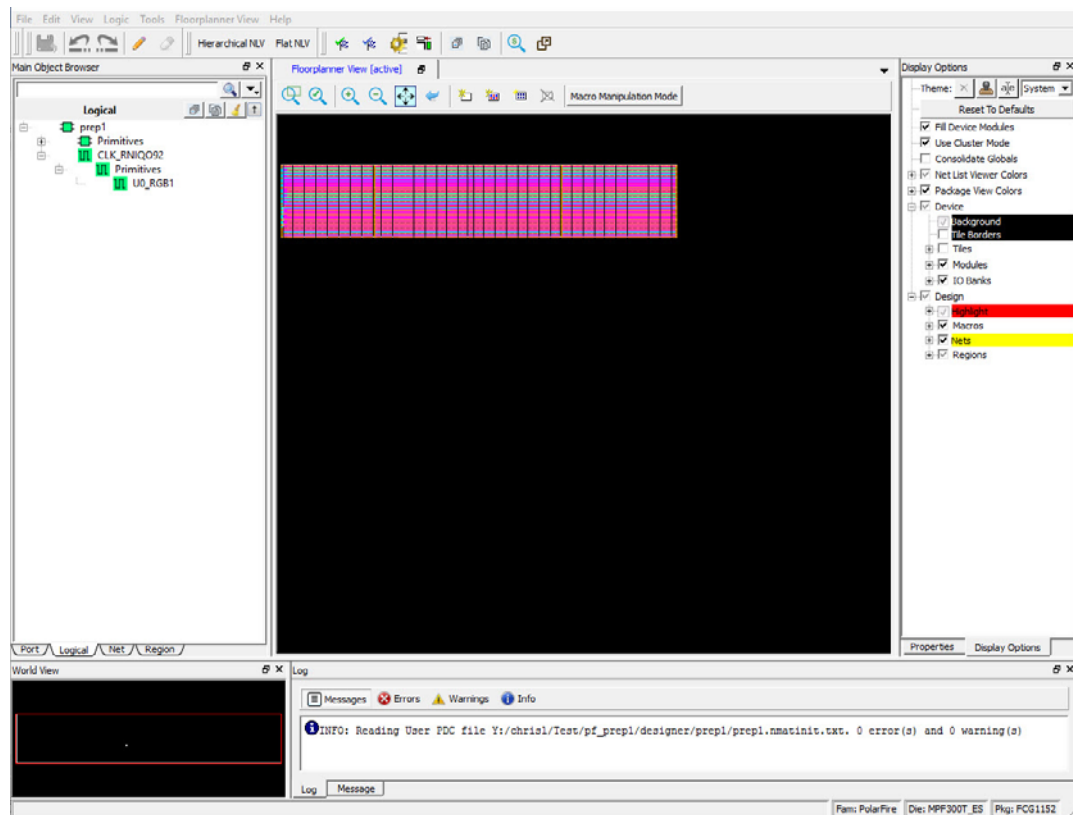 File Edit View Logic Tools Floorplanner View Help
Hierarchical NLV Flat NLV
Main Object Browser
Logical
prep1
Primitives
CLK_RNIQO92
Primitives
U0_RGB1
Port Logical Net Region
Floorplanner View [active]
Macro Manipulation Mode
Display Options
Theme: System
Reset To Defaults
Fill Device Modules
Use Cluster Mode
Consolidate Globals
Net List Viewer Colors
Package View Colors
Device
Background
Tile Borders
Tiles
Modules
IO Banks
Design
Highlight
Macros
Nets
Regions
Properties Display Options
World View
Log
Messages Errors Warnings Info
INFO: Reading User PDC file Y:/chrisl/Test/pf_prep1/designer/prep1/prep1.nmatinit.txt. 0 error(s) and 0 warning(s)
Log Message
Fam: PolarFire Die: MPF300T_ES Pkg: FCG1152